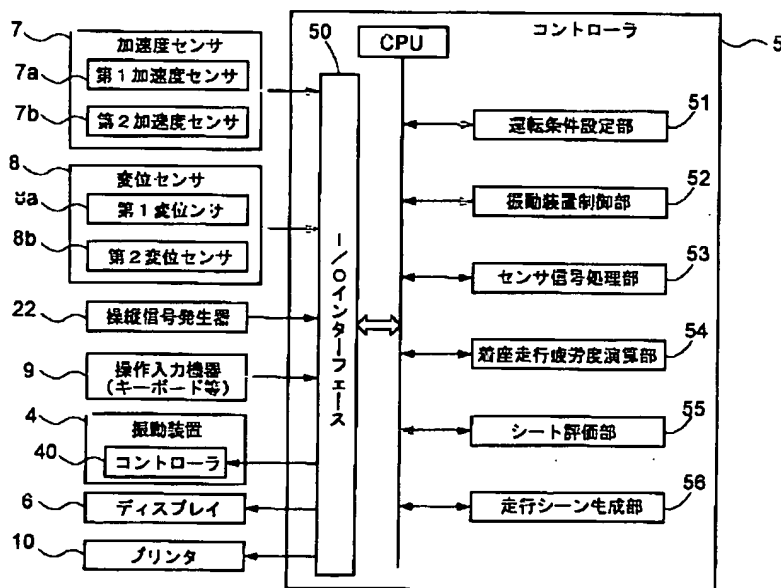 7
加速度センサ
7a
第1加速度センサ
7b
第2加速度センサ
8
変位センサ
8a
第1変位ンサ
8b
第2変位センサ
22
操縦信号発生器
9
操作入力機器
(キーボード等)
4
振動装置
40
コントローラ
6
ディスプレイ
10
プリンタ
50
I/Oインターフェース
CPU
コントローラ
5
51
運転条件設定部
52
振動装置制御部
53
センサ信号処理部
54
着座走行疲労度演算部
55
シート評価部
56
走行シーン生成部